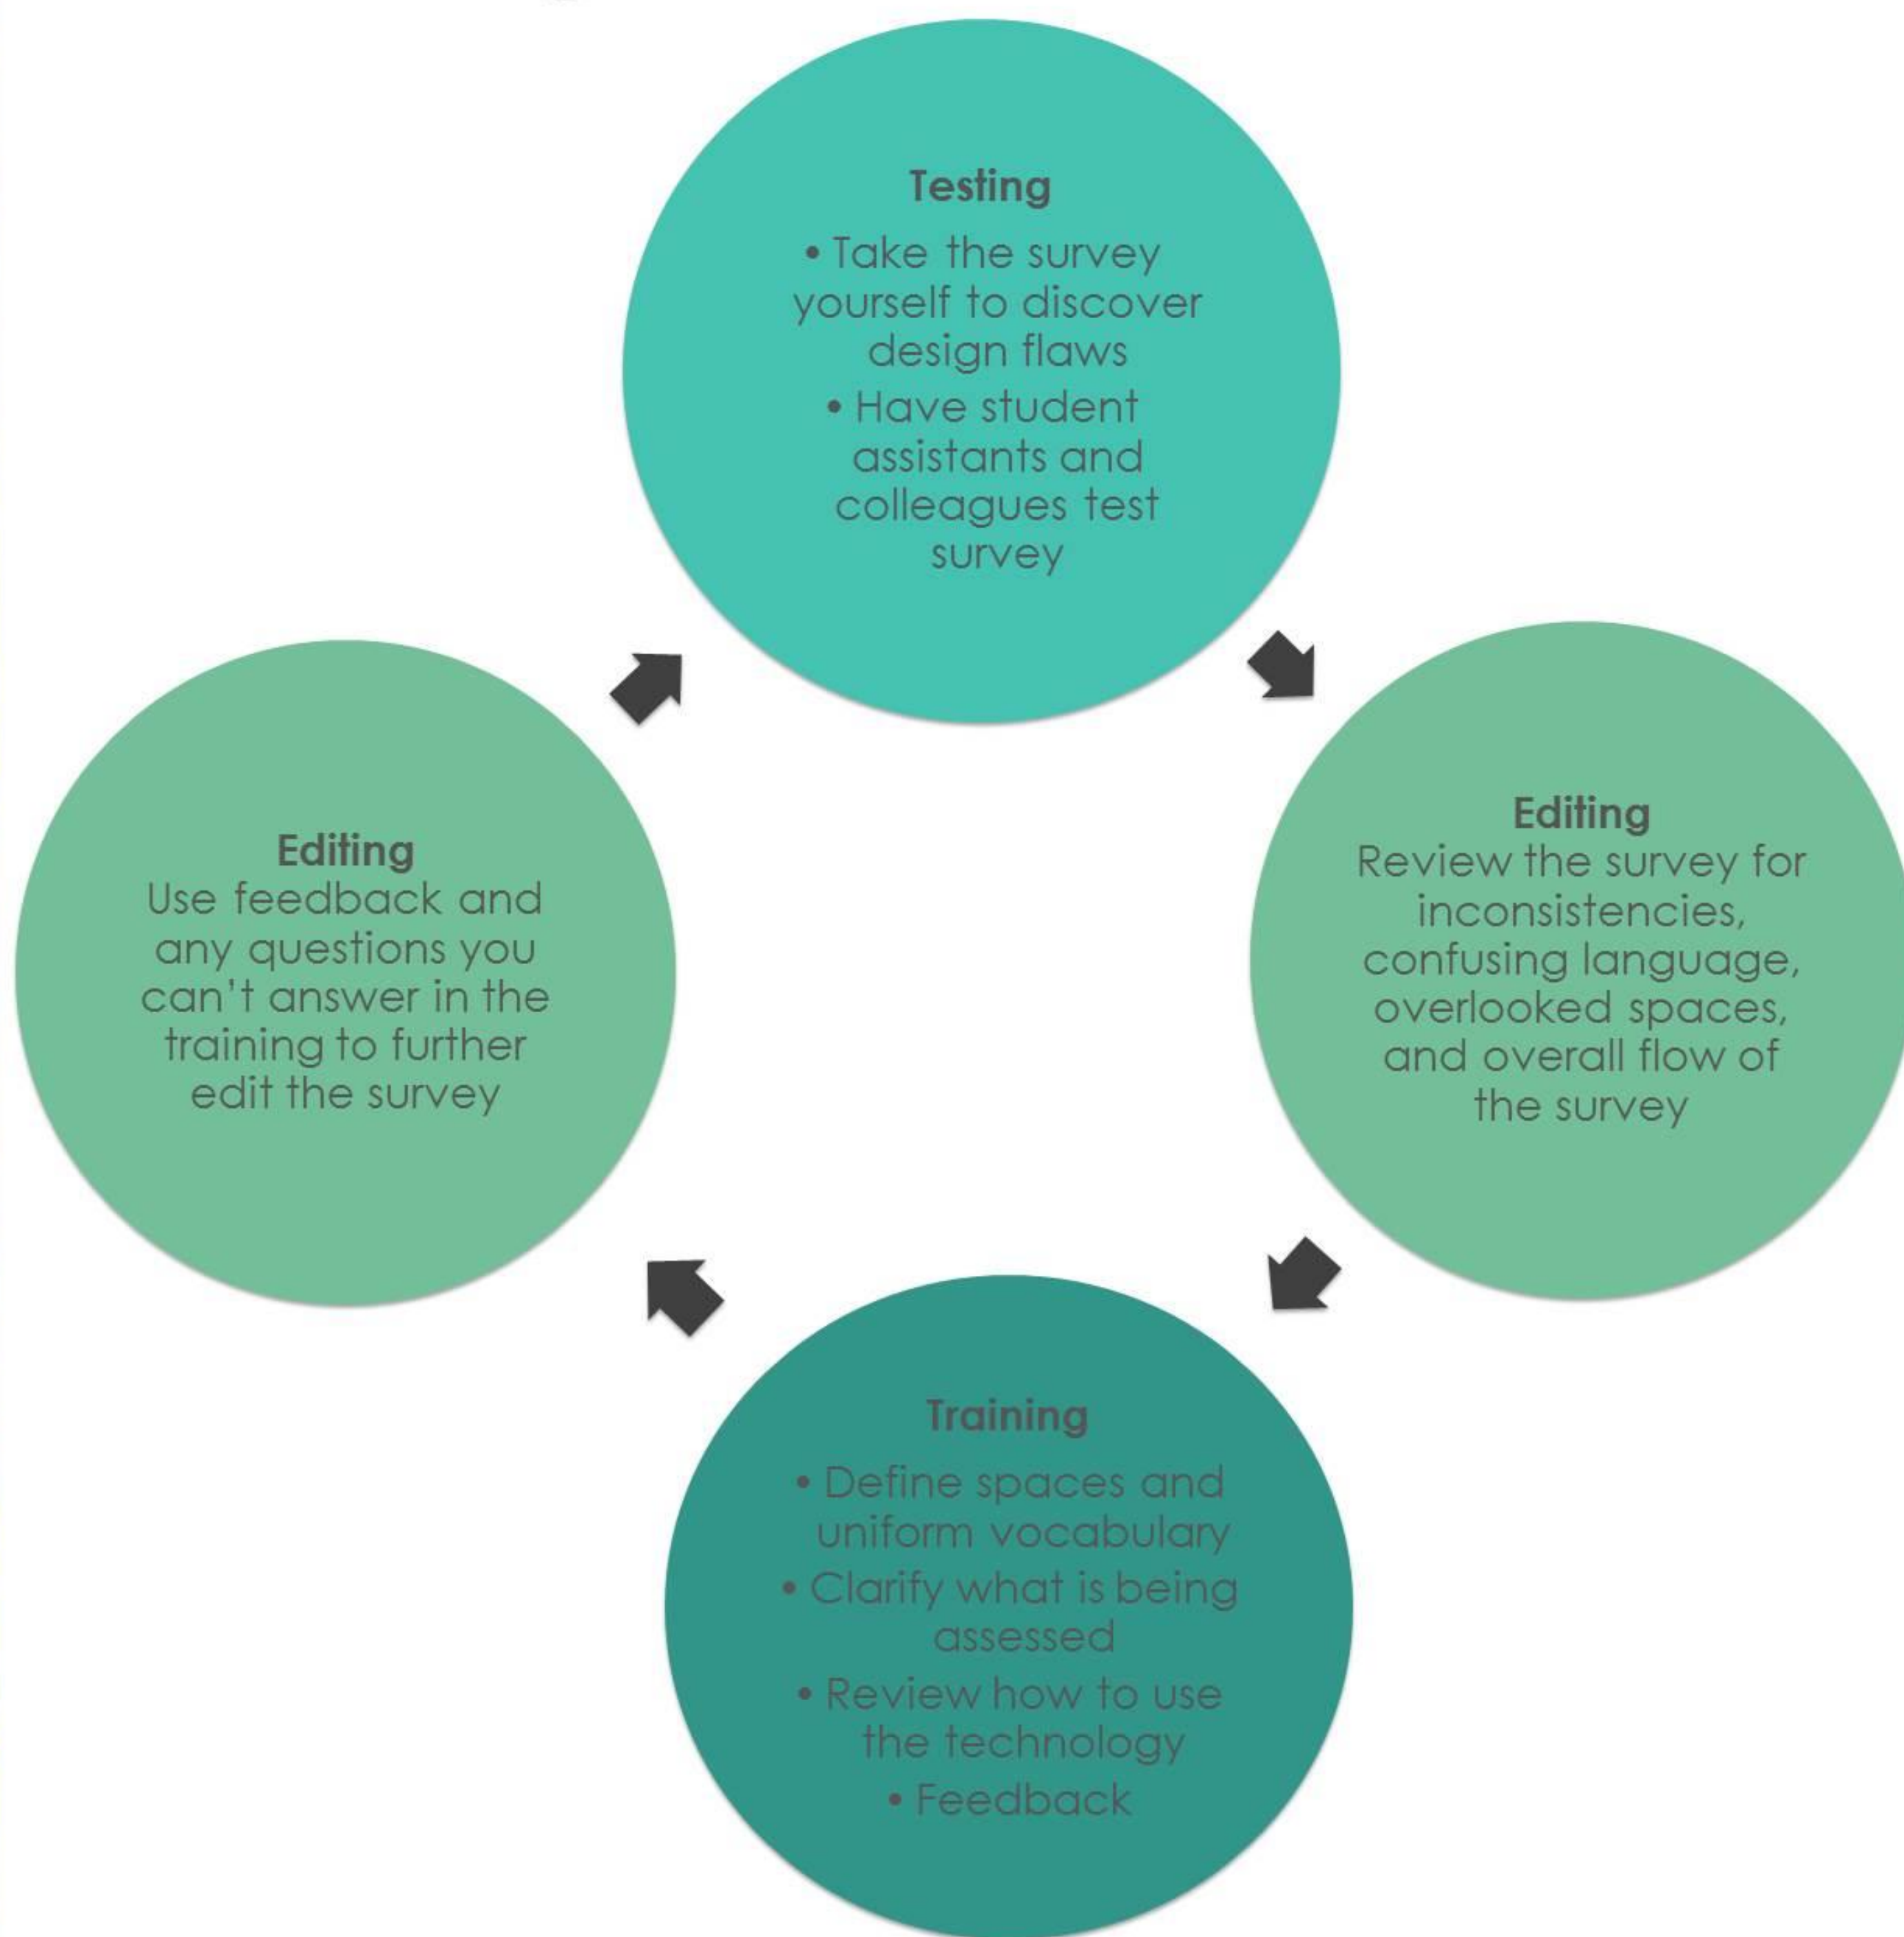 Testing
• Take the survey
yourself to discover
design flaws
• Have student
assistants and
colleagues test
survey
Editing
Review the survey for
inconsistencies,
confusing language,
overlooked spaces,
and overall flow of
the survey
Training
• Define spaces and
uniform vocabulary
• Clarify what is being
assessed
• Review how to use
the technology
• Feedback
Editing
Use feedback and
any questions you
can't answer in the
training to further
edit the survey